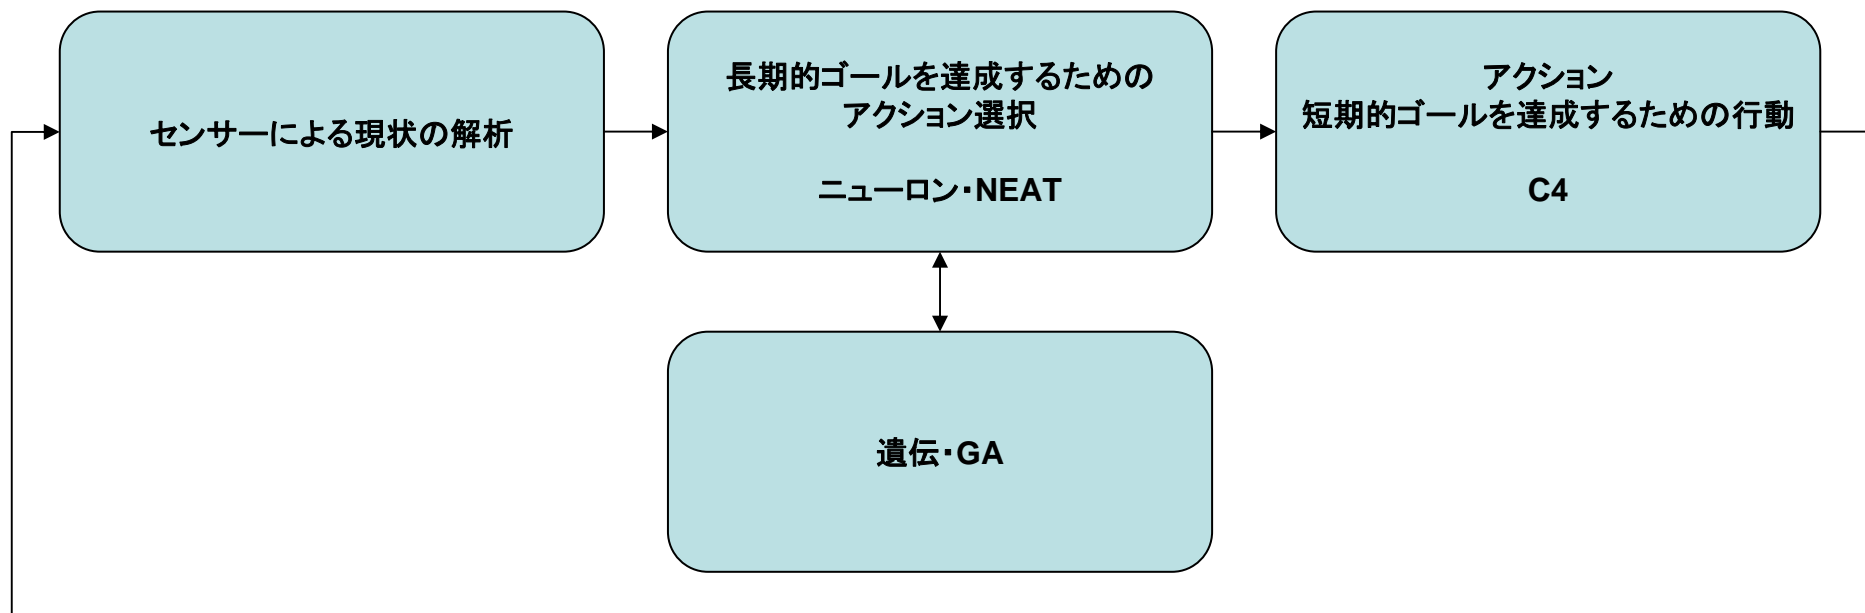 センサーによる現状の解析
長期的ゴールを達成するための
アクション選択
ニューロン・NEAT
アクション
短期的ゴールを達成するための行動
C4
遺伝・GA